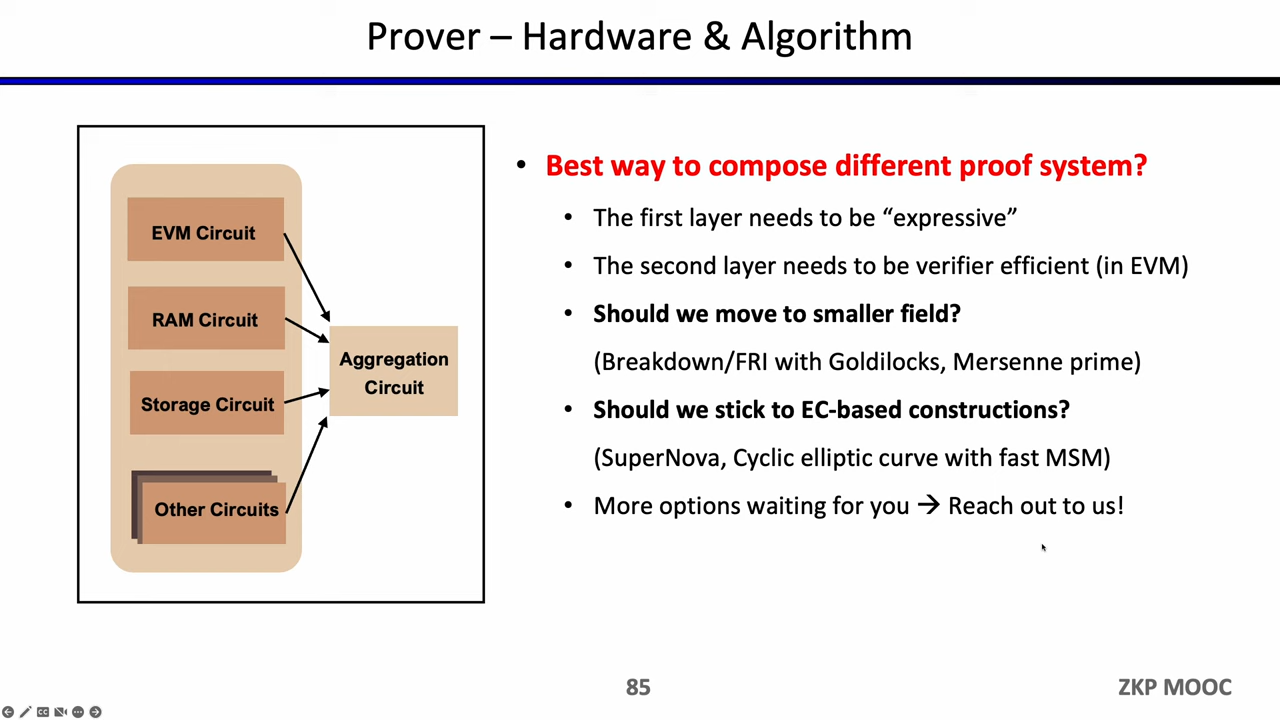 Prover – Hardware & Algorithm
EVM Circuit
RAM Circuit
Storage Circuit
Other Circuits
Aggregation
Circuit
• Best way to compose different proof system?
• The first layer needs to be “expressive”
• The second layer needs to be verifier efficient (in EVM)
• Should we move to smaller field?
(Breakdown/FRI with Goldilocks, Mersenne prime)
• Should we stick to EC-based constructions?
(SuperNova, Cyclic elliptic curve with fast MSM)
• More options waiting for you → Reach out to us!
85
ZKP MOOC